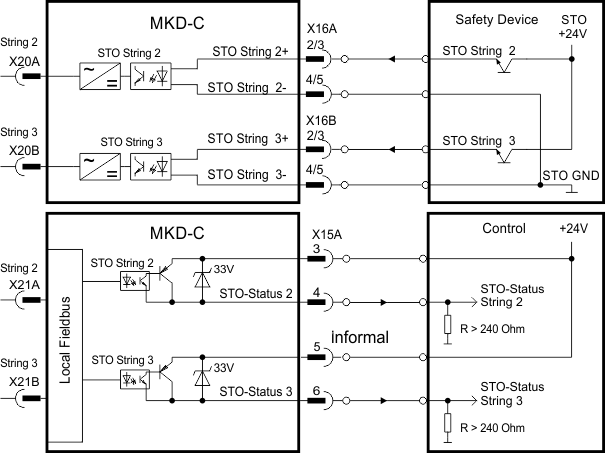 MKD-C
X16A
Safety Device
STO
+24V
String 2
X20A
STO String 2
STO String 2+
2/3
STO String 2
~
=
STO String 2-
4/5
String 3
X20B
STO String 3
STO String 3+
X16B
2/3
STO String 3
~
=
STO String 3-
4/5
STO GND
MKD-C
X15A
Control
+24V
3
String 2
X21A
STO String 2
33V
STO-Status 2
4
STO-Status
String 2
R > 240 Ohm
Local Fieldbus
informal
5
String 3
X21B
STO String 3
33V
STO-Status 3
6
STO-Status
String 3
R > 240 Ohm